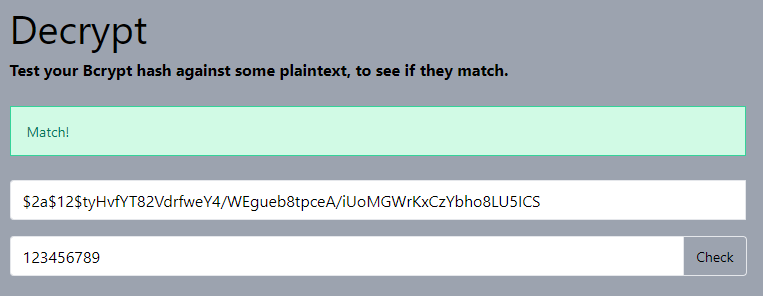 Decrypt
Test your Bcrypt hash against some plaintext, to see if they match.
Match!
$2a$12$tyHvfYT82VdrfweY4/WEgueb8tpceA/iUoMGWrKxCzYbho8LU5ICS
123456789
Check